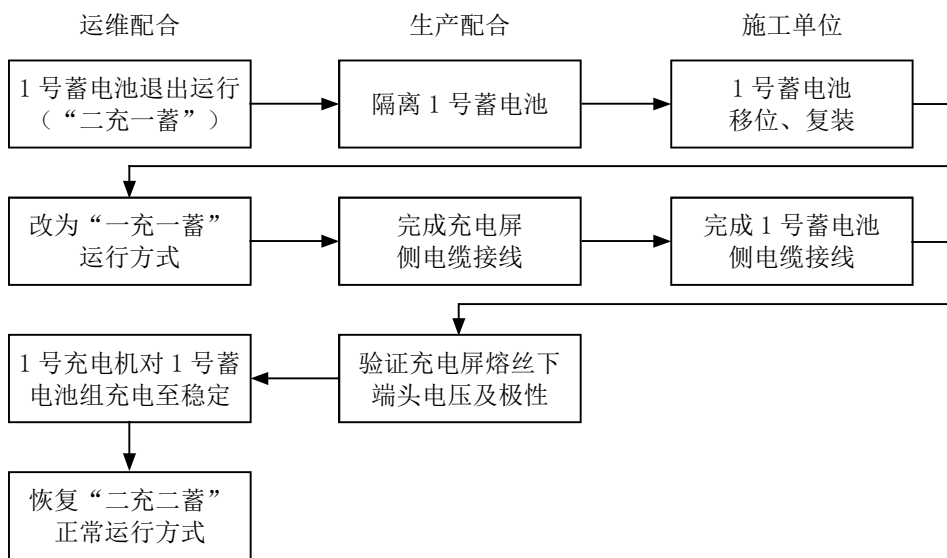 运维配合
生产配合
施工单位
1号蓄电池退出运行
（“二充一蓄”）
隔离1号蓄电池
1号蓄电池
移位、复装
改为“一充一蓄”
运行方式
完成充电屏
侧电缆接线
完成1号蓄电池
侧电缆接线
1号充电机对1号蓄
电池组充电至稳定
验证充电屏熔丝下
端头电压及极性
恢复“二充二蓄”
正常运行方式